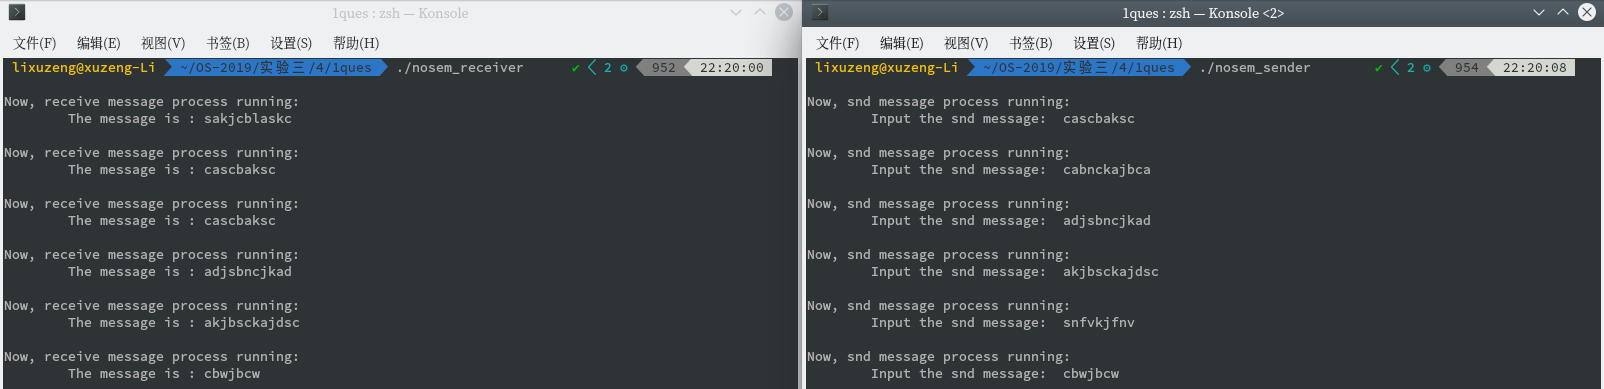 1ques : zsh — Konsole
文件(F) 编辑(E) 视图(V) 书签(B) 设置(S) 帮助(H)
lixuzeng@xuzeng-Li ~/OS-2019/实验三/4/1ques ./nosem_receiver ✔ 2 ⚙ 952 22:20:00
Now, receive message process running:
The message is : sakjcblaskc
Now, receive message process running:
The message is : cascbaksc
Now, receive message process running:
The message is : cascbaksc
Now, receive message process running:
The message is : adjsbncjkad
Now, receive message process running:
The message is : akjbsckajdsc
Now, receive message process running:
The message is : cbwjbcw
1ques : zsh — Konsole <2>
文件(F) 编辑(E) 视图(V) 书签(B) 设置(S) 帮助(H)
lixuzeng@xuzeng-Li ~/OS-2019/实验三/4/1ques ./nosem_sender ✔ 2 ⚙ 954 22:20:08
Now, snd message process running:
Input the snd message: cascbaksc
Now, snd message process running:
Input the snd message: cabnckajbca
Now, snd message process running:
Input the snd message: adjsbncjkad
Now, snd message process running:
Input the snd message: akjbsckajdsc
Now, snd message process running:
Input the snd message: snfvkjfnv
Now, snd message process running:
Input the snd message: cbwjbcw